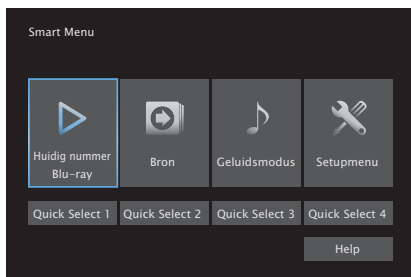 Smart Menu
Huidig nummer
Blu-ray
Bron
Geluidsmodus
Setupmenu
Quick Select 1
Quick Select 2
Quick Select 3
Quick Select 4
Help